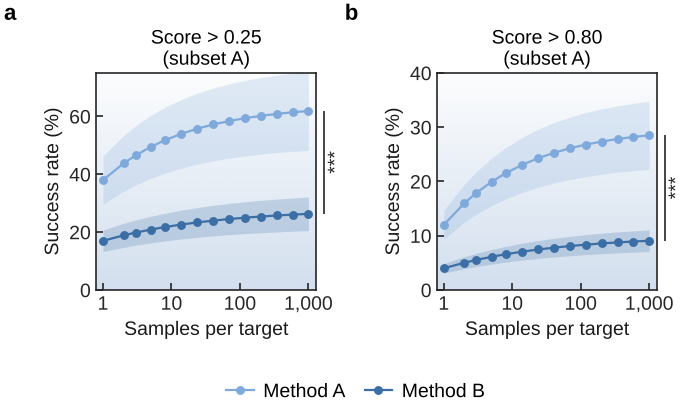 a
Score > 0.25
(subset A)
Success rate (%)
60
40
20
0
1
10
100
1,000
Samples per target
***
b
Score > 0.80
(subset A)
Success rate (%)
40
30
20
10
0
1
10
100
1,000
Samples per target
***
Method A
Method B